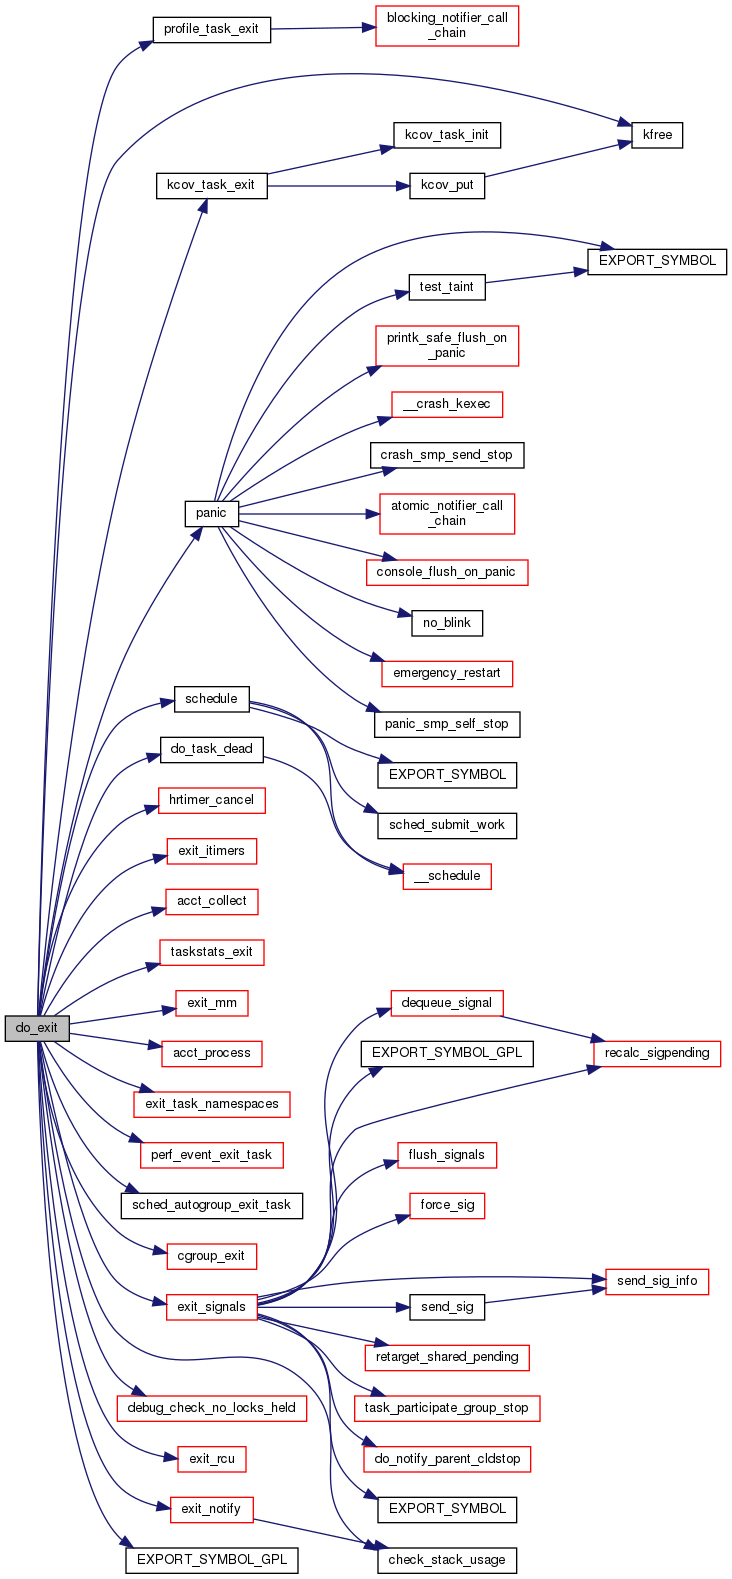 profile_task_exit
blocking_notifier_call
_chain
kcov_task_init
kfree
kcov_task_exit
kcov_put
EXPORT_SYMBOL
test_taint
printk_safe_flush_on
_panic
__crash_kexec
crash_smp_send_stop
panic
atomic_notifier_call
_chain
console_flush_on_panic
no_blink
emergency_restart
schedule
panic_smp_self_stop
do_task_dead
EXPORT_SYMBOL
hrtimer_cancel
sched_submit_work
exit_itimers
__schedule
acct_collect
taskstats_exit
exit_mm
dequeue_signal
do_exit
acct_process
EXPORT_SYMBOL_GPL
recalc_sigpending
exit_task_namespaces
perf_event_exit_task
flush_signals
sched_autogroup_exit_task
force_sig
cgroup_exit
send_sig_info
exit_signals
send_sig
retarget_shared_pending
debug_check_no_locks_held
task_participate_group_stop
exit_rcu
do_notify_parent_cldstop
exit_notify
EXPORT_SYMBOL
EXPORT_SYMBOL_GPL
check_stack_usage